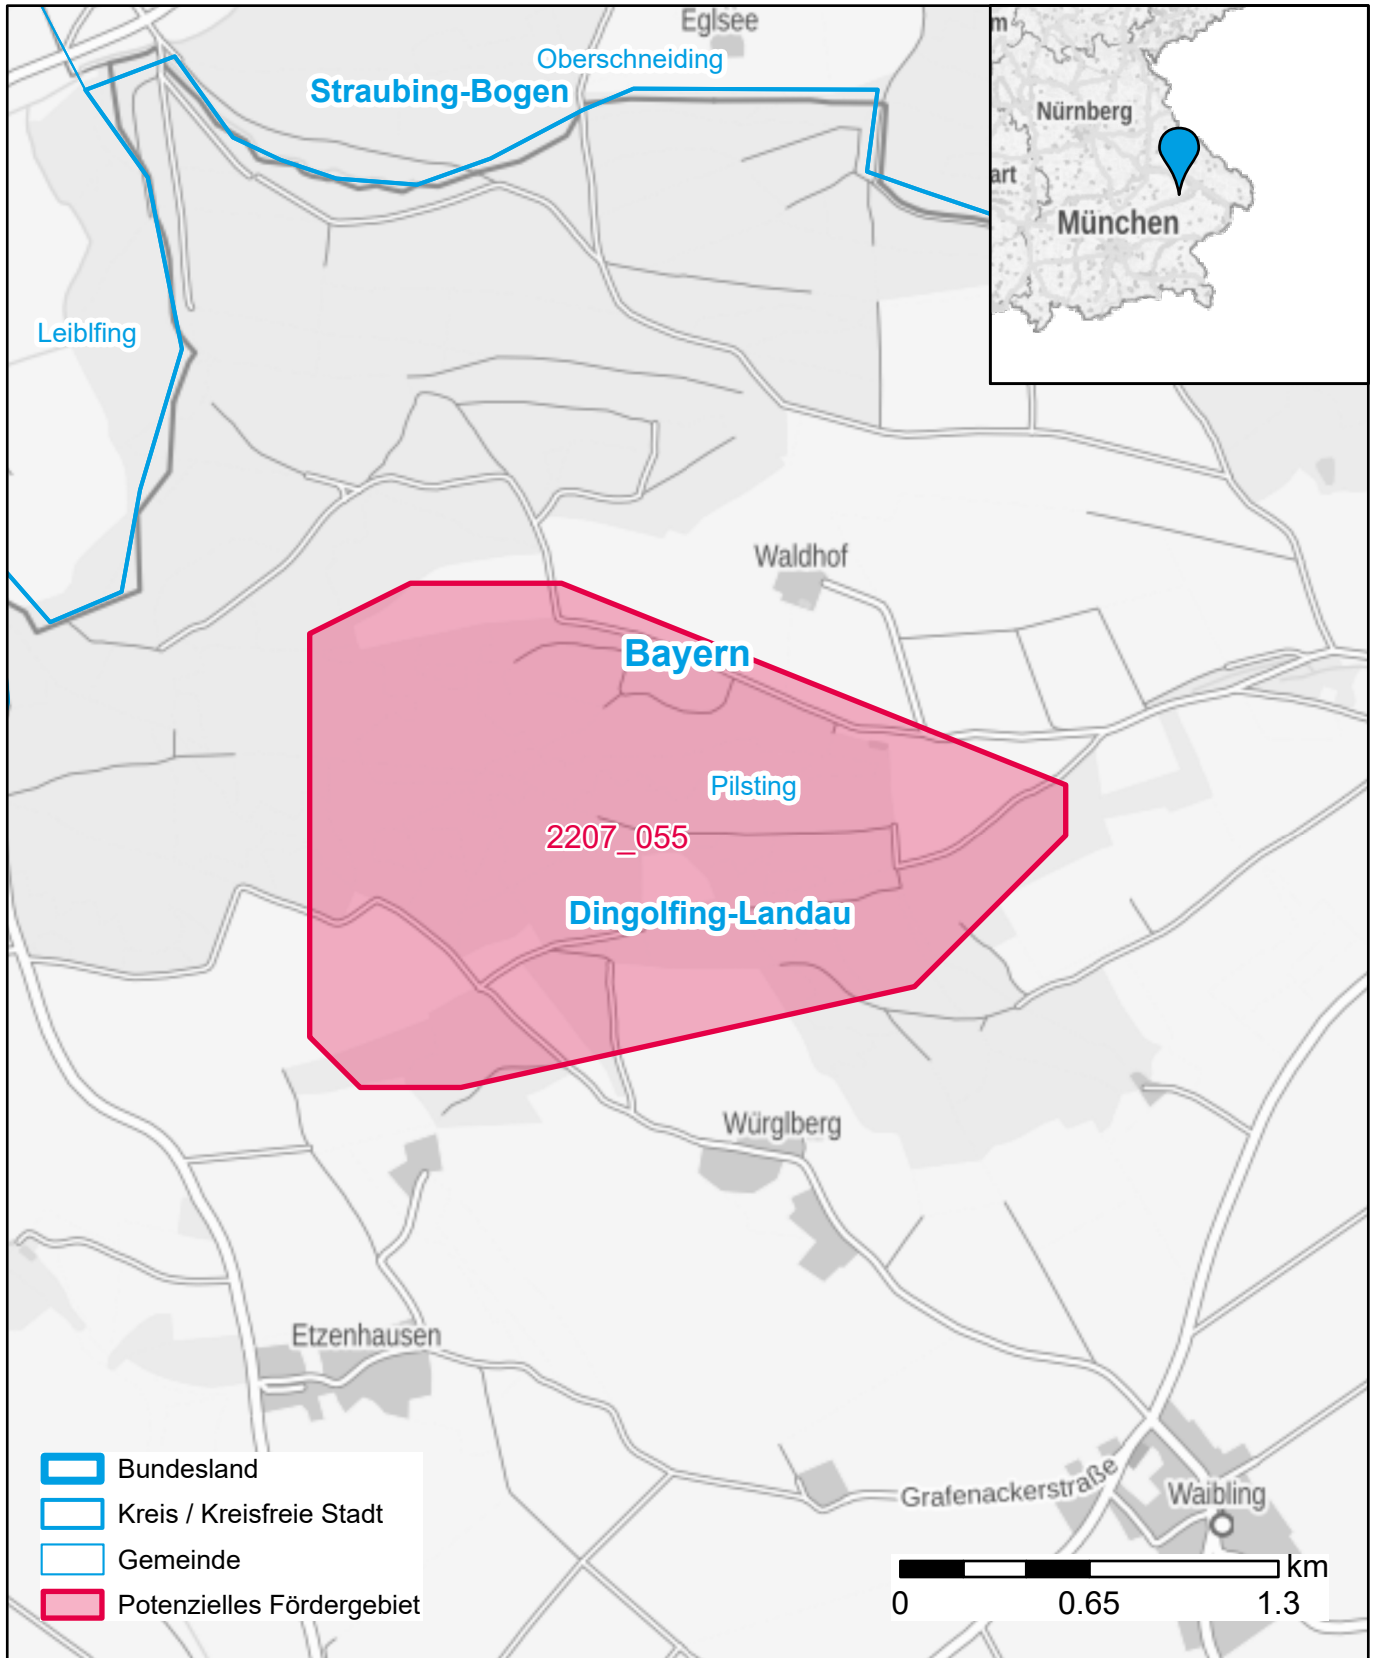 Eglsee
Oberschneiding
Straubing-Bogen
m
Nürnberg
art
München
Leiblfing
Waldhof
Bayern
Pilsting
2207_055
Dingolfing-Landau
Würglberg
Etzenhausen
Grafenackerstraße
Waibling
Bundesland
Kreis / Kreisfreie Stadt
Gemeinde
Potenzielles Fördergebiet
km
0 0.65 1.3